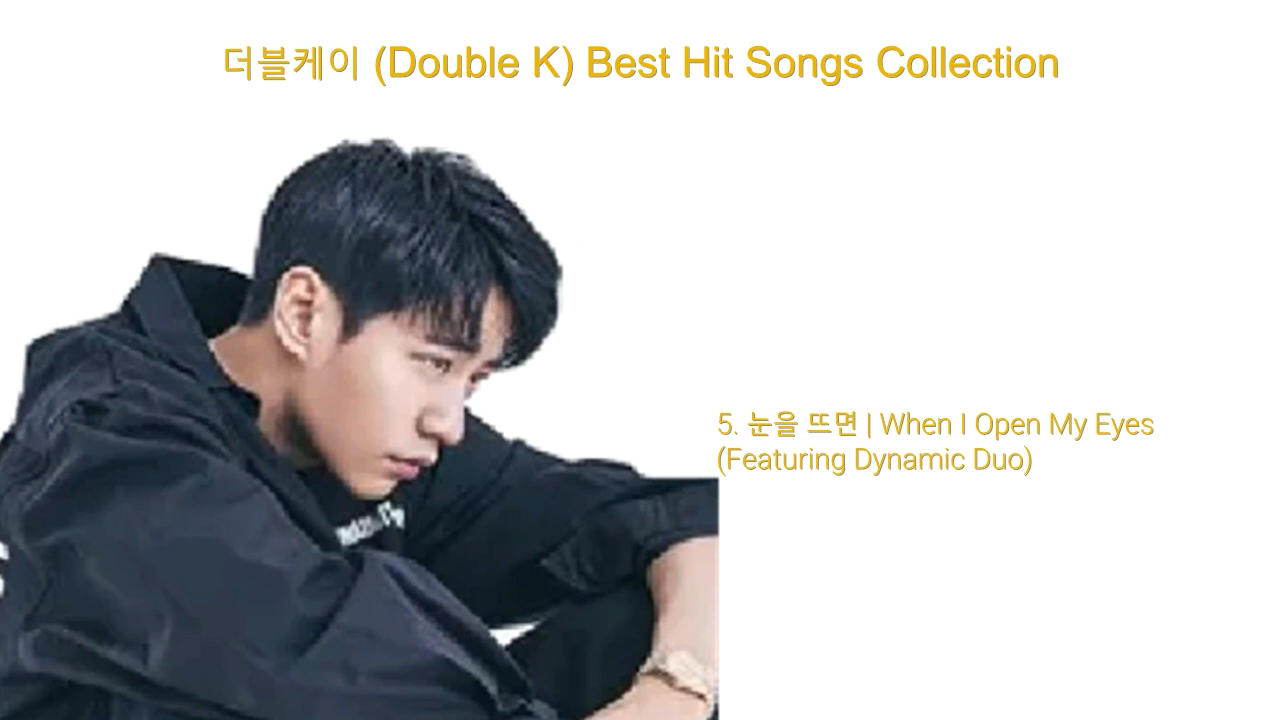 더블케이 (Double K) Best Hit Songs Collection
5. 눈을 뜨면 | When I Open My Eyes
(Featuring Dynamic Duo)